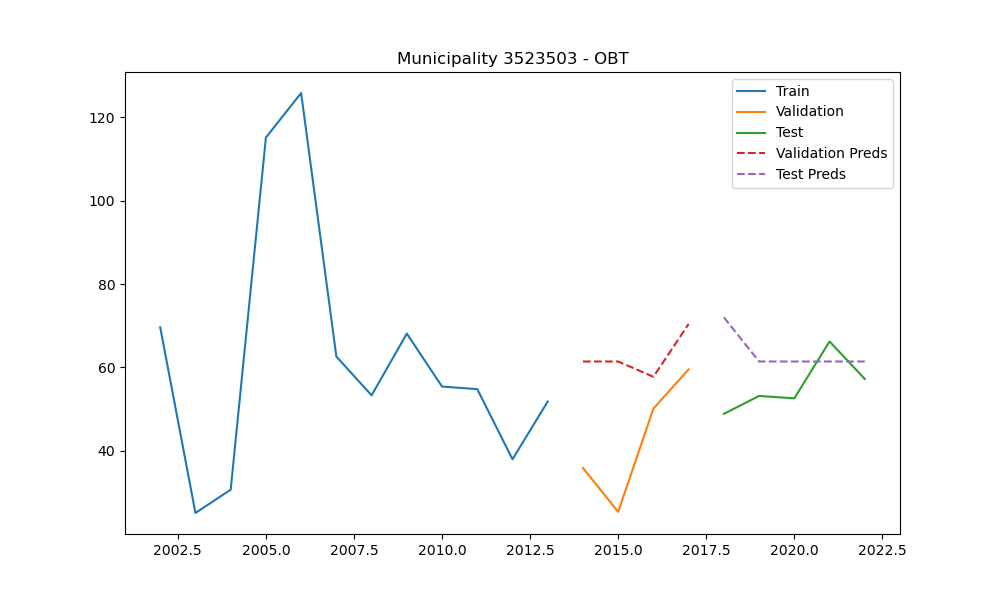 Municipality 3523503 - OBT
120
100
80
60
40
2002.5 2005.0 2007.5 2010.0 2012.5 2015.0 2017.5 2020.0 2022.5
Train
Validation
Test
Validation Preds
Test Preds